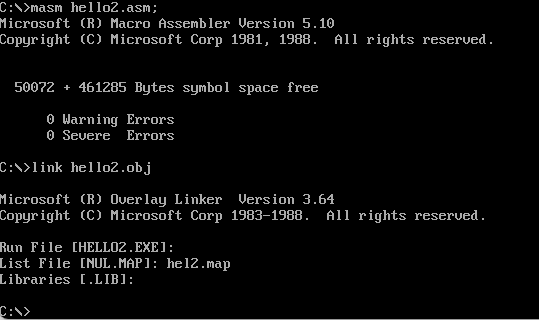 C:\>masm hello2.asm;
Microsoft (R) Macro Assembler Version 5.10
Copyright (C) Microsoft Corp 1981, 1988.  All rights reserved.
50072 + 461285 Bytes symbol space free
0 Warning Errors
0 Severe  Errors
C:\>link hello2.obj
Microsoft (R) Overlay Linker  Version 3.64
Copyright (C) Microsoft Corp 1983-1988.  All rights reserved.
Run File [HELLO2.EXE]:
List File [NUL.MAP]: hel2.map
Libraries [.LIB]:
C:\>